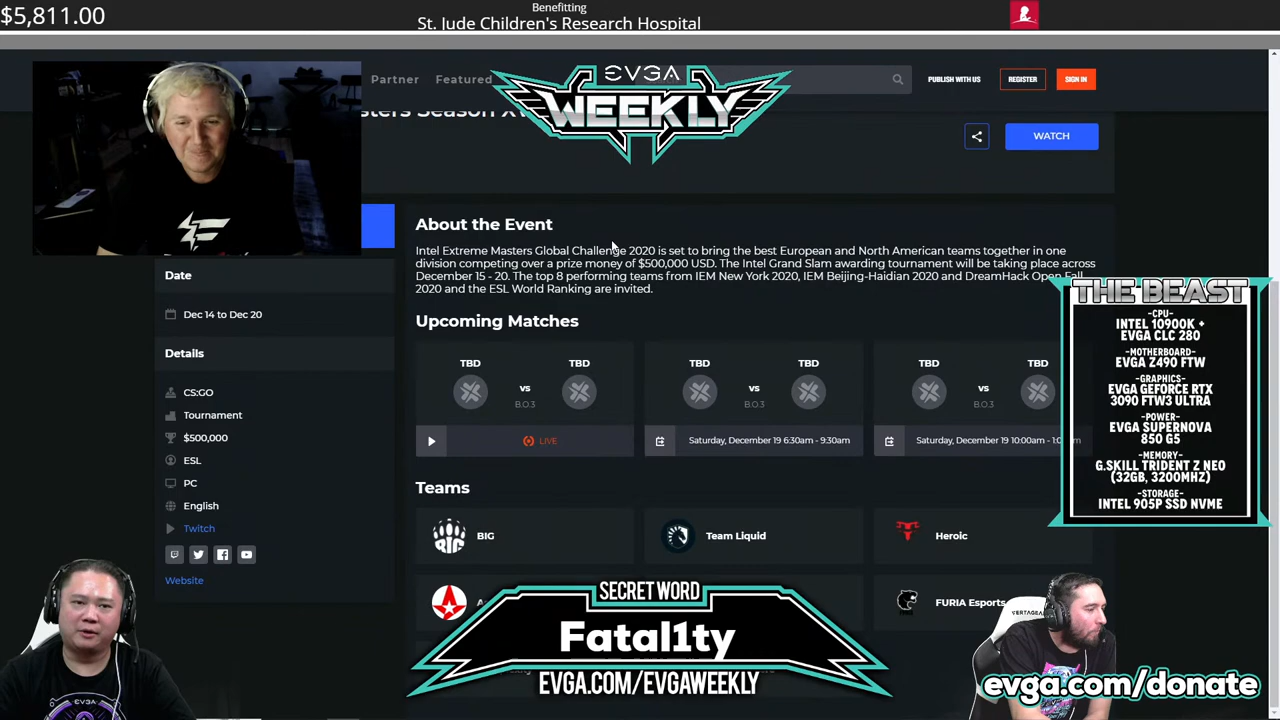 $5,811.00
Benefitting
St. Jude Children's Research Hospital
Partner
Featured
EVGA
WEEKLY
PUBLISH WITH US
REGISTER
SIGN IN
WATCH
About the Event
Intel Extreme Masters Global Challenge 2020 is set to bring the best European and North American teams together in one
division competing over a prize money of $500,000 USD. The Intel Grand Slam awarding tournament will be taking place across
December 15 - 20. The top 8 performing teams from IEM New York 2020, IEM Beijing-Haidian 2020 and DreamHack Open Fall
2020 and the ESL World Ranking are invited.
Date
Dec 14 to Dec 20
Details
CS:GO
Tournament
$500,000
ESL
PC
English
Twitch
Website
Upcoming Matches
TBD
vs
TBD
B.O.3
LIVE
TBD
vs
TBD
B.O.3
Saturday, December 19 6:30am - 9:30am
TBD
vs
TBD
B.O.3
Saturday, December 19 10:00am - 1:0
Teams
BIG
Team Liquid
Heroic
FURIA Esports
THE BEAST
-CPU-
INTEL 10900K +
EVGA CLC 280
-MOTHERBOARD-
EVGA Z490 FTW
-GRAPHICS-
EVGA GEFORCE RTX
3090 FTW3 ULTRA
-POWER-
EVGA SUPERNOVA
850 G5
-MEMORY-
G.SKILL TRIDENT Z NEO
(32GB, 3200MHZ)
-STORAGE-
INTEL 905P SSD NVME
SECRET WORD
Fatal1ty
EVGA.COM/EVGAWEEKLY
VERTAGEAR
EVGA
evga.com/donate